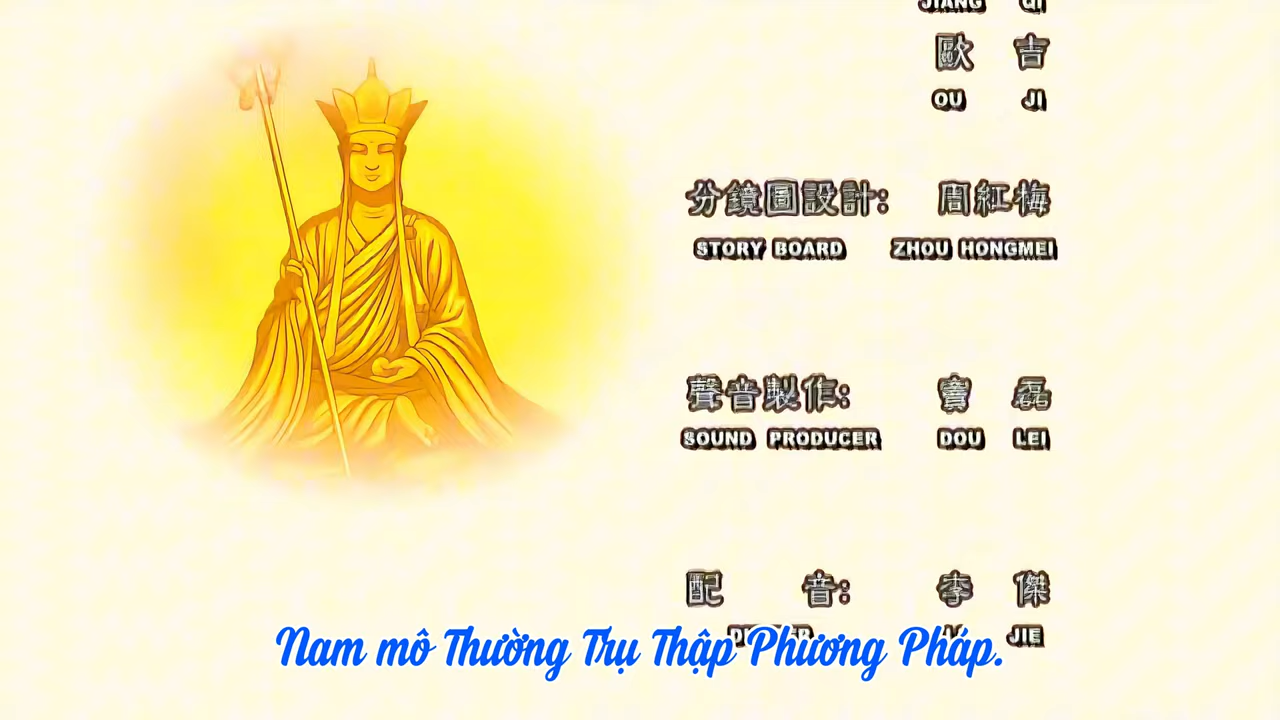 JIANG QI
歐 吉
OU JI
分鏡圖設計: 周紅梅
STORY BOARD ZHOU HONGMEI
聲音製作: 竇 磊
SOUND PRODUCER DOU LEI
配 音: 李 傑
JIE
Nam mô Thường Trụ Thập Phương Pháp.